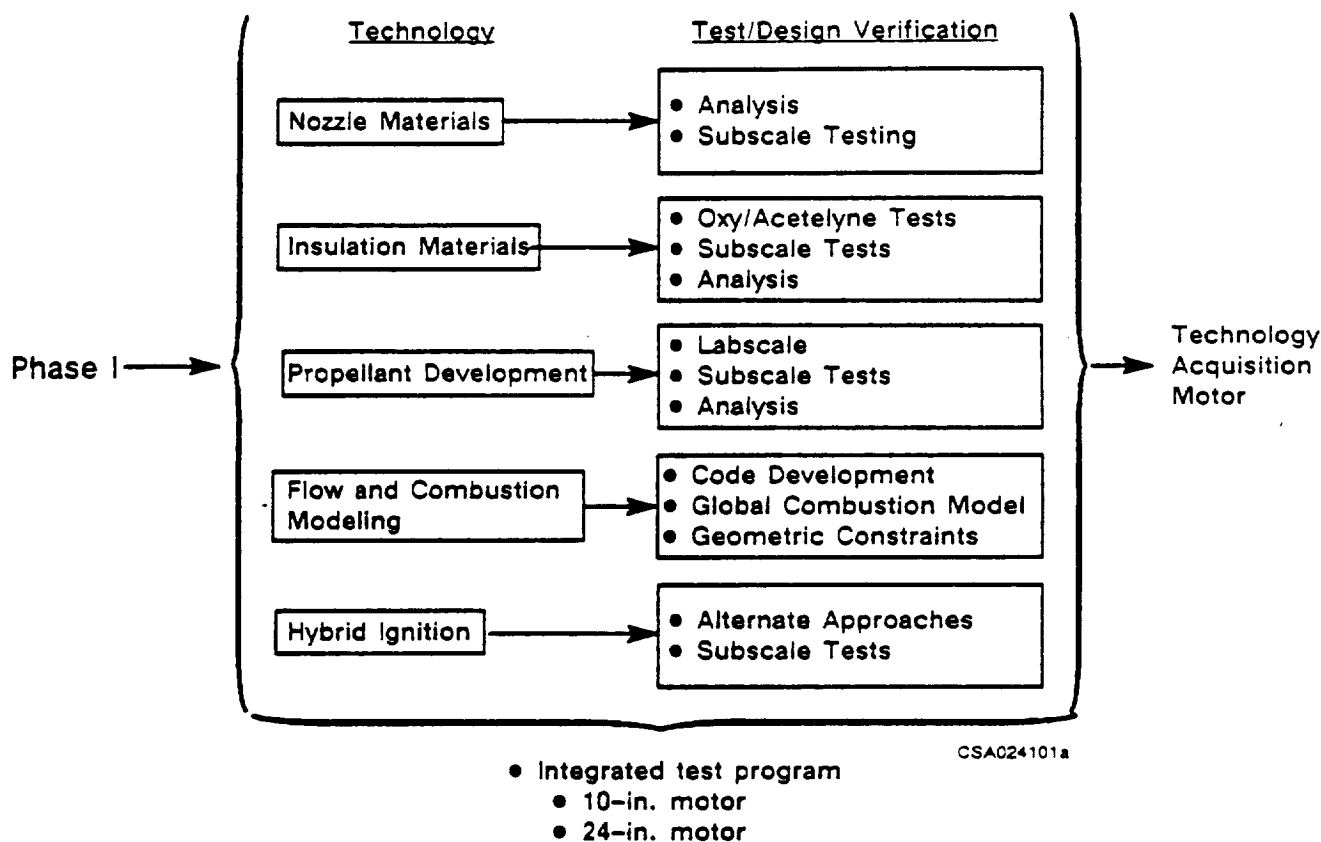 Technology
Test/Design Verification
Nozzle Materials
• Analysis
• Subscale Testing
Insulation Materials
• Oxy/Acetelyne Tests
• Subscale Tests
• Analysis
Phase I
Propellant Development
• Labscale
• Subscale Tests
• Analysis
Technology
Acquisition
Motor
Flow and Combustion
Modeling
• Code Development
• Global Combustion Model
• Geometric Constraints
Hybrid Ignition
• Alternate Approaches
• Subscale Tests
CSA024101a
• Integrated test program
• 10-in. motor
• 24-in. motor